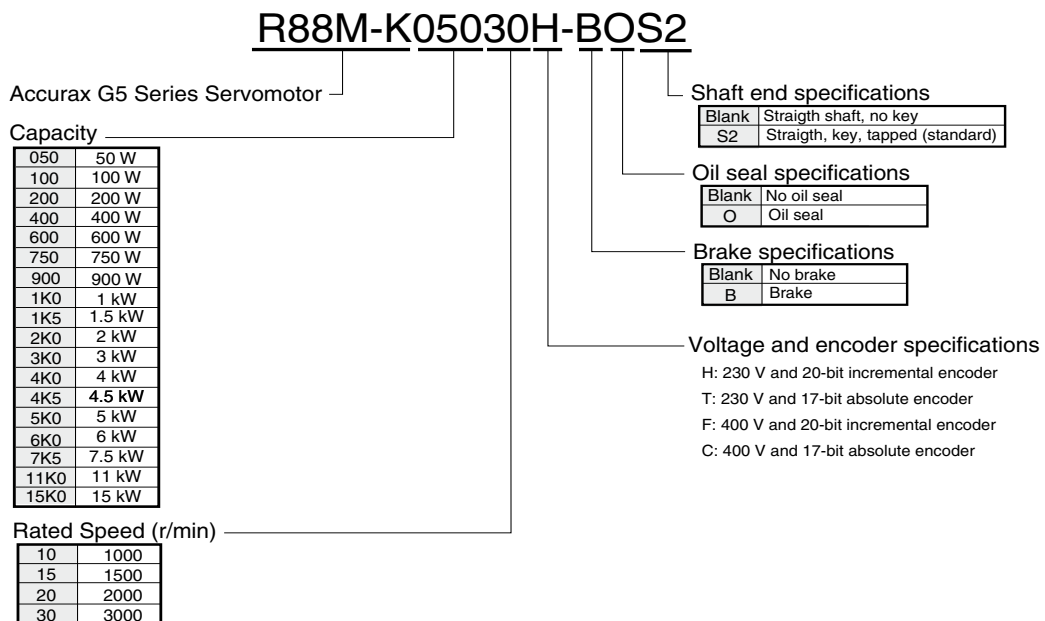 R88M-K05030H-BOS2
Accurax G5 Series Servomotor
Capacity
050 50 W
100 100 W
200 200 W
400 400 W
600 600 W
750 750 W
900 900 W
1K0 1 kW
1K5 1.5 kW
2K0 2 kW
3K0 3 kW
4K0 4 kW
4K5 4.5 kW
5K0 5 kW
6K0 6 kW
7K5 7.5 kW
11K0 11 kW
15K0 15 kW
Rated Speed (r/min)
10 1000
15 1500
20 2000
30 3000
Shaft end specifications
Blank Straigth shaft, no key
S2 Straigth, key, tapped (standard)
Oil seal specifications
Blank No oil seal
O Oil seal
Brake specifications
Blank No brake
B Brake
Voltage and encoder specifications
H: 230 V and 20-bit incremental encoder
T: 230 V and 17-bit absolute encoder
F: 400 V and 20-bit incremental encoder
C: 400 V and 17-bit absolute encoder